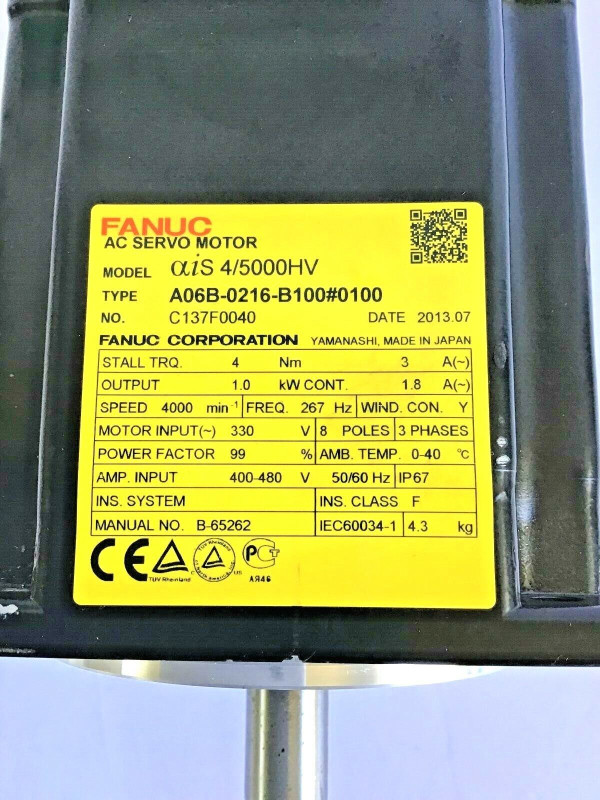 FANUC
AC SERVO MOTOR
MODEL αiS 4/5000HV
TYPE A06B-0216-B100#0100
NO. C137F0040 DATE 2013.07
FANUC CORPORATION YAMANASHI, MADE IN JAPAN
STALL TRQ. 4 Nm 3 A(~)
OUTPUT 1.0 kW CONT. 1.8 A(~)
SPEED 4000 min⁻¹ FREQ. 267 Hz WIND. CON. Y
MOTOR INPUT(~) 330 V 8 POLES 3 PHASES
POWER FACTOR 99 % AMB. TEMP. 0-40 °C
AMP. INPUT 400-480 V 50/60 Hz IP67
INS. SYSTEM INS. CLASS F
MANUAL NO. B-65262 IEC60034-1 4.3 kg
CE
TUV Rheinland C US АЯ46